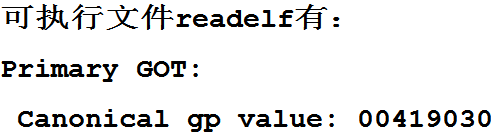 可执行文件readelf有：
Primary GOT:
Canonical gp value: 00419030